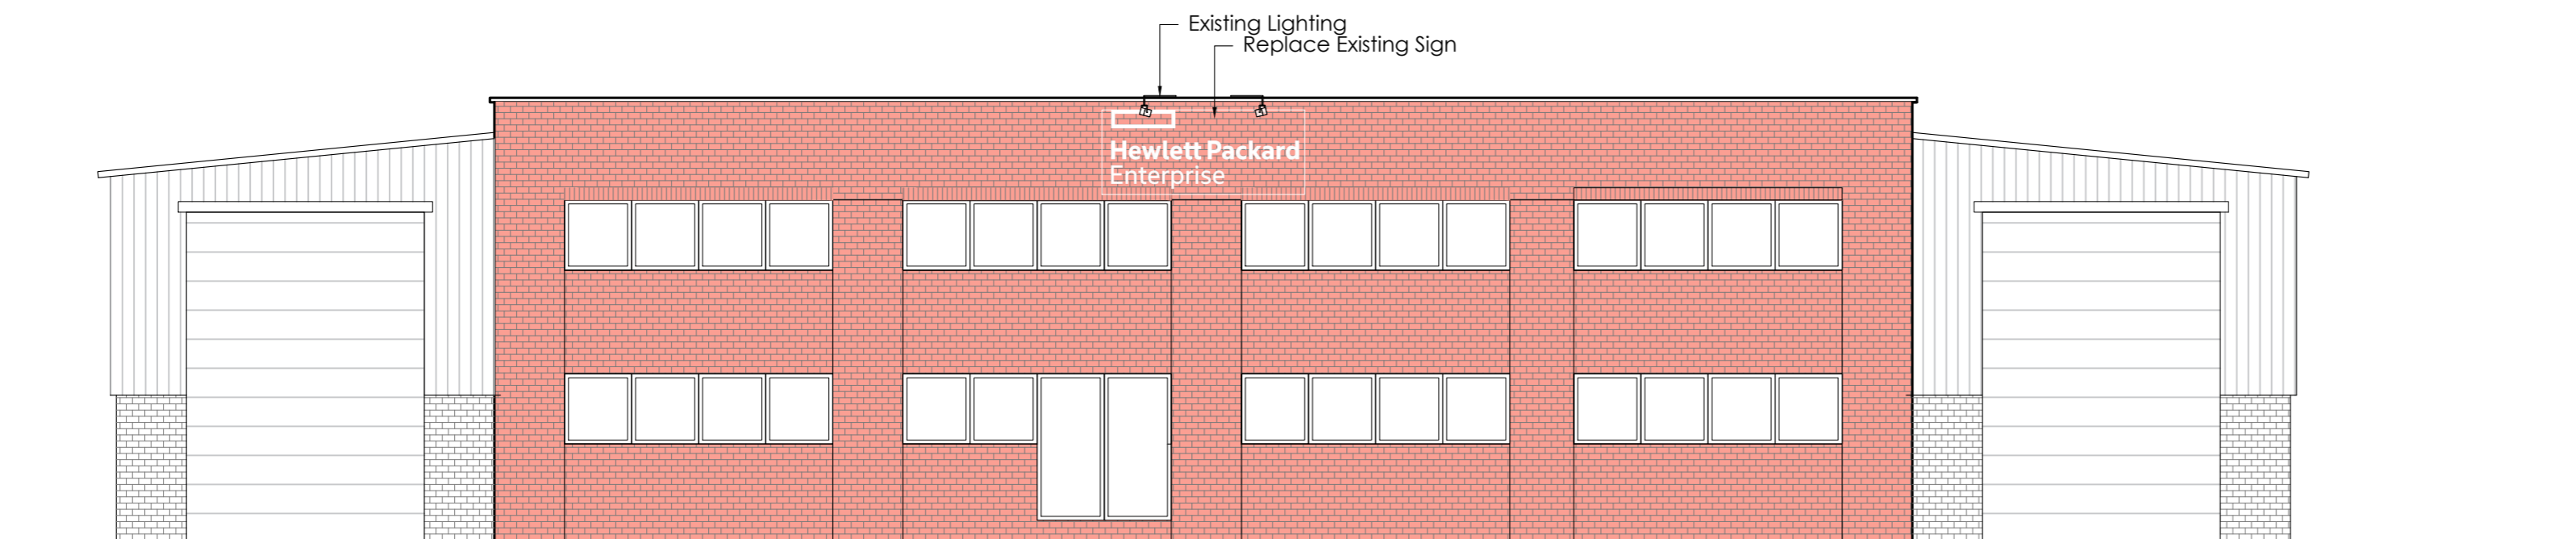 Existing Lighting
Replace Existing Sign
Hewlett Packard
Enterprise